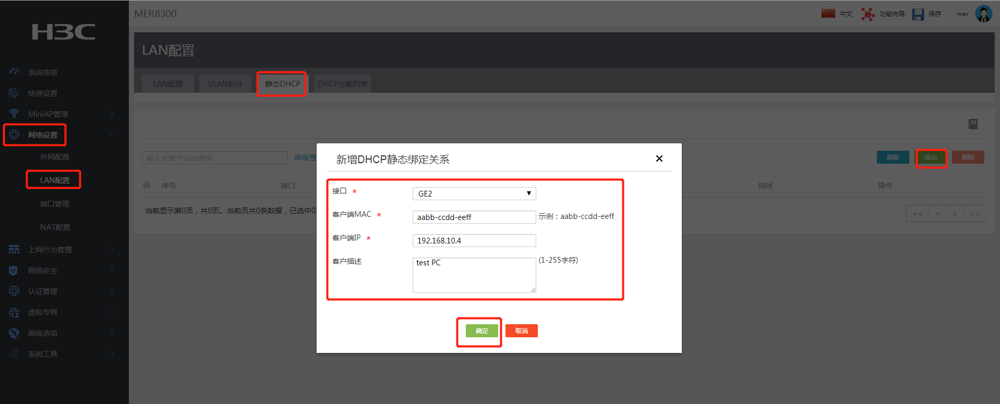 MER8300
中文
功能向导
保存
mer
H3C
LAN配置
系统信息
快速设置
MiniAP管理
网络设置
外网配置
LAN配置
端口管理
NAT配置
上网行为管理
网络安全
认证管理
虚拟专网
高级选项
系统工具
LAN配置
VLAN划分
静态DHCP
DHCP分配列表
输入关键字自动查询
高级查
刷新
添加
删除
序号
接口
描述
操作
当前显示第0页，共0页。当前页共0条数据，已选中0
<<
<
>
>>
新增DHCP静态绑定关系
接口 *
GE2
客户端MAC *
aabb-ccdd-eeff
示例：aabb-ccdd-eeff
客户端IP *
192.168.10.4
客户描述
test PC
(1-255字符)
确定
取消